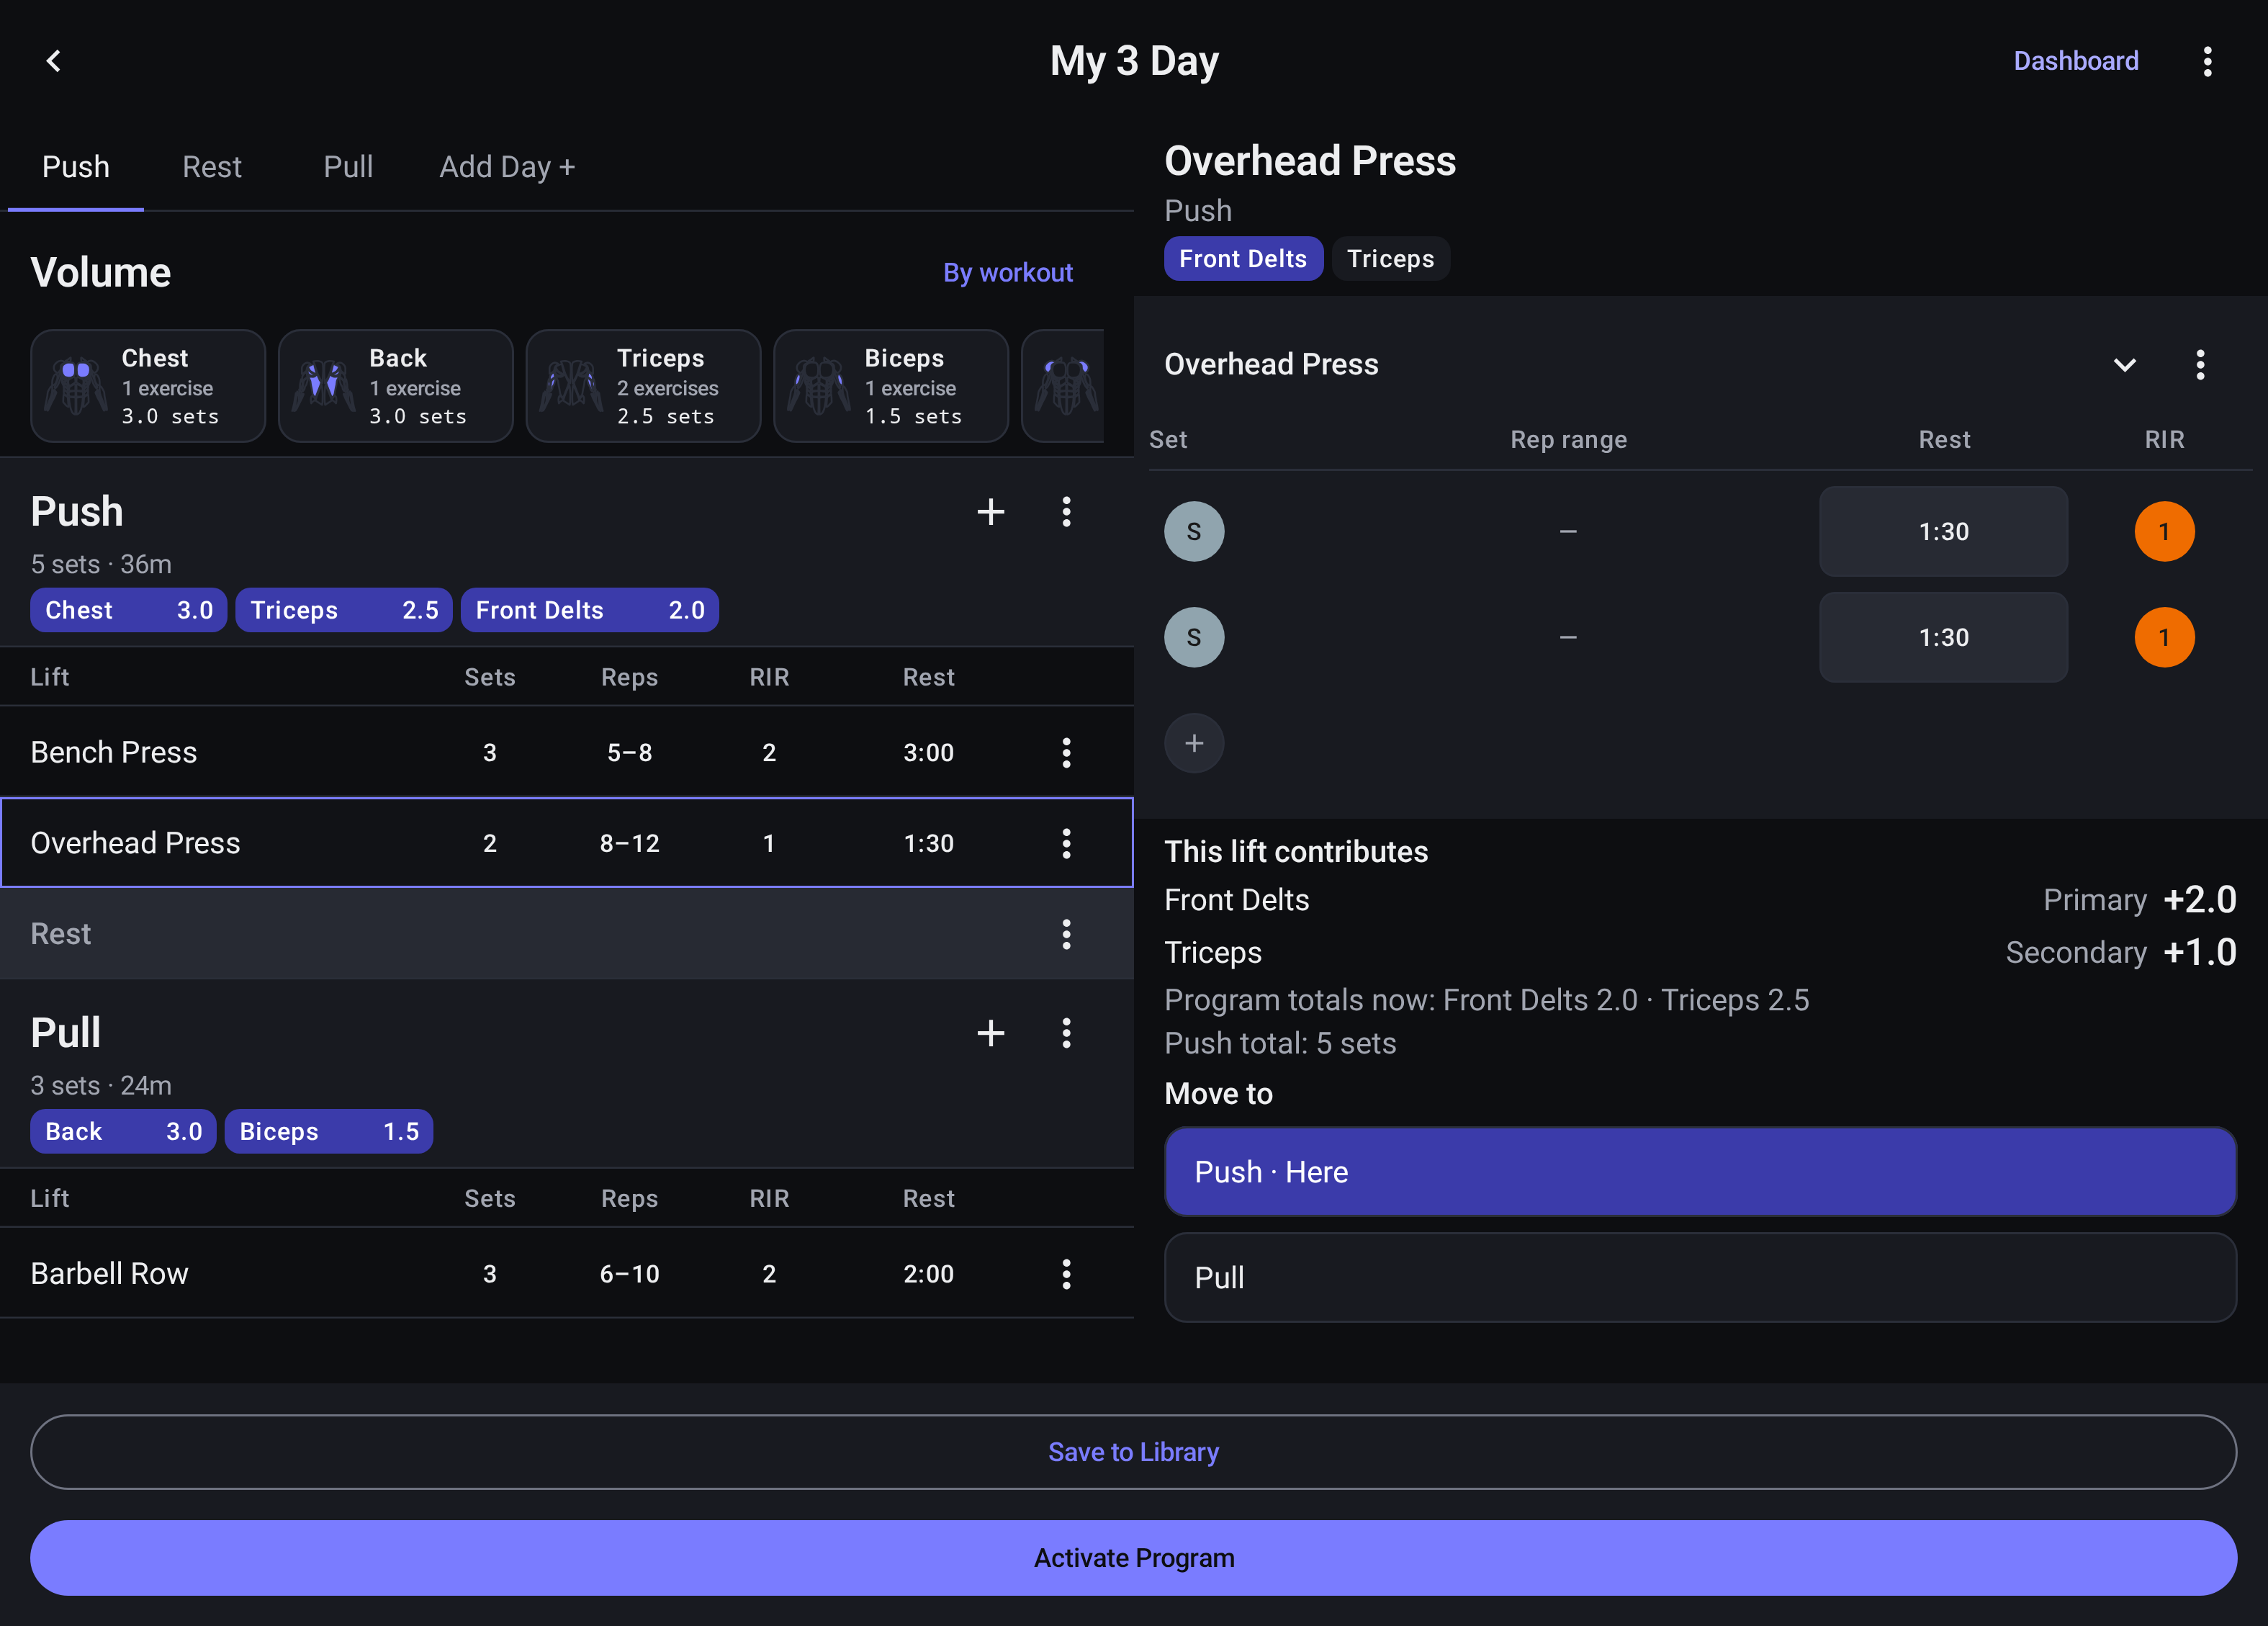 My 3 Day
Dashboard
Push Rest Pull Add Day +
Volume
By workout
Chest
1 exercise
3.0 sets
Back
1 exercise
3.0 sets
Triceps
2 exercises
2.5 sets
Biceps
1 exercise
1.5 sets
Push
5 sets · 36m
Chest 3.0 Triceps 2.5 Front Delts 2.0
Lift Sets Reps RIR Rest
Bench Press 3 5–8 2 3:00
Overhead Press 2 8–12 1 1:30
Rest
Pull
3 sets · 24m
Back 3.0 Biceps 1.5
Lift Sets Reps RIR Rest
Barbell Row 3 6–10 2 2:00
Overhead Press
Push
Front Delts Triceps
Overhead Press
Set Rep range Rest RIR
S – 1:30 1
S – 1:30 1
+
This lift contributes
Front Delts Primary +2.0
Triceps Secondary +1.0
Program totals now: Front Delts 2.0 · Triceps 2.5
Push total: 5 sets
Move to
Push · Here
Pull
Save to Library
Activate Program